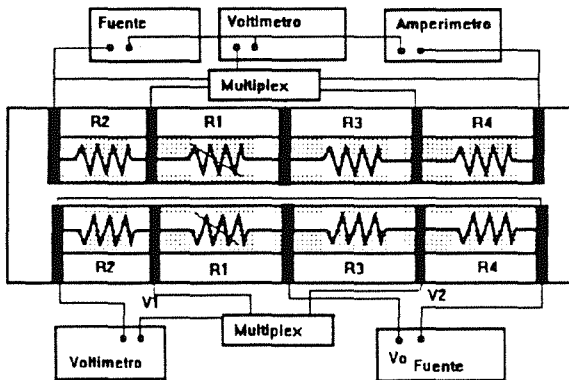 Fuente Voltimetro Amperimetro
Multiplex
R2 R1 R3 R4
R2 R1 R3 R4
V1 V2
Multiplex
Voltimetro Vo Fuente